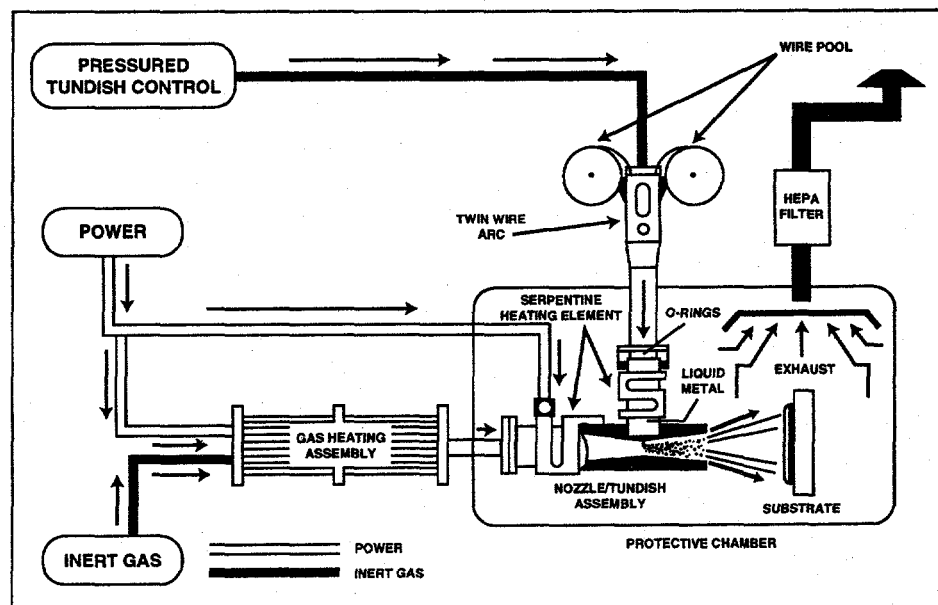 PRESSURED
TUNDISH CONTROL
WIRE POOL
HEPA
FILTER
TWIN WIRE
ARC
POWER
SERPENTINE
HEATING ELEMENT
O-RINGS
LIQUID
METAL
EXHAUST
GAS HEATING
ASSEMBLY
NOZZLE/TUNDISH
ASSEMBLY
SUBSTRATE
PROTECTIVE CHAMBER
INERT GAS
POWER
INERT GAS